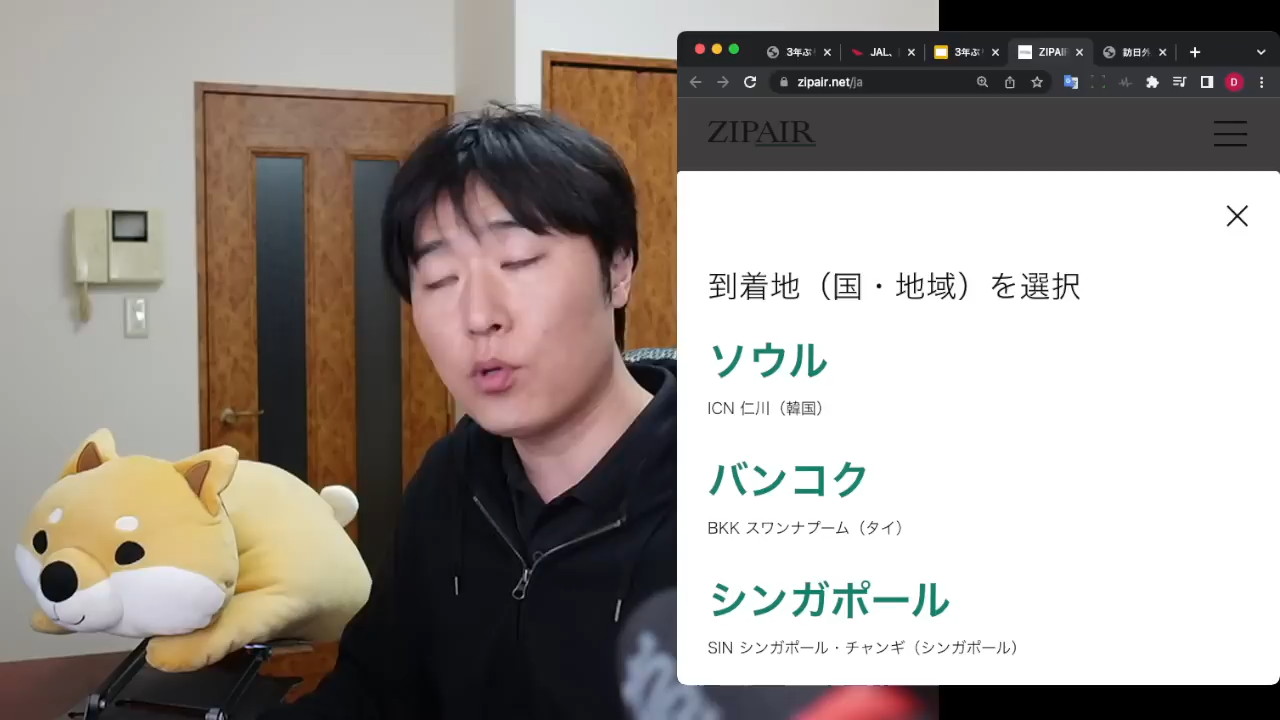 3年ぶり
JAL、
3年ぶり
ZIPAIR
訪日外
zipair.net/ja
D
ZIPAIR
到着地（国・地域）を選択
ソウル
ICN 仁川（韓国）
バンコク
BKK スワンナプーム（タイ）
シンガポール
SIN シンガポール・チャンギ（シンガポール）